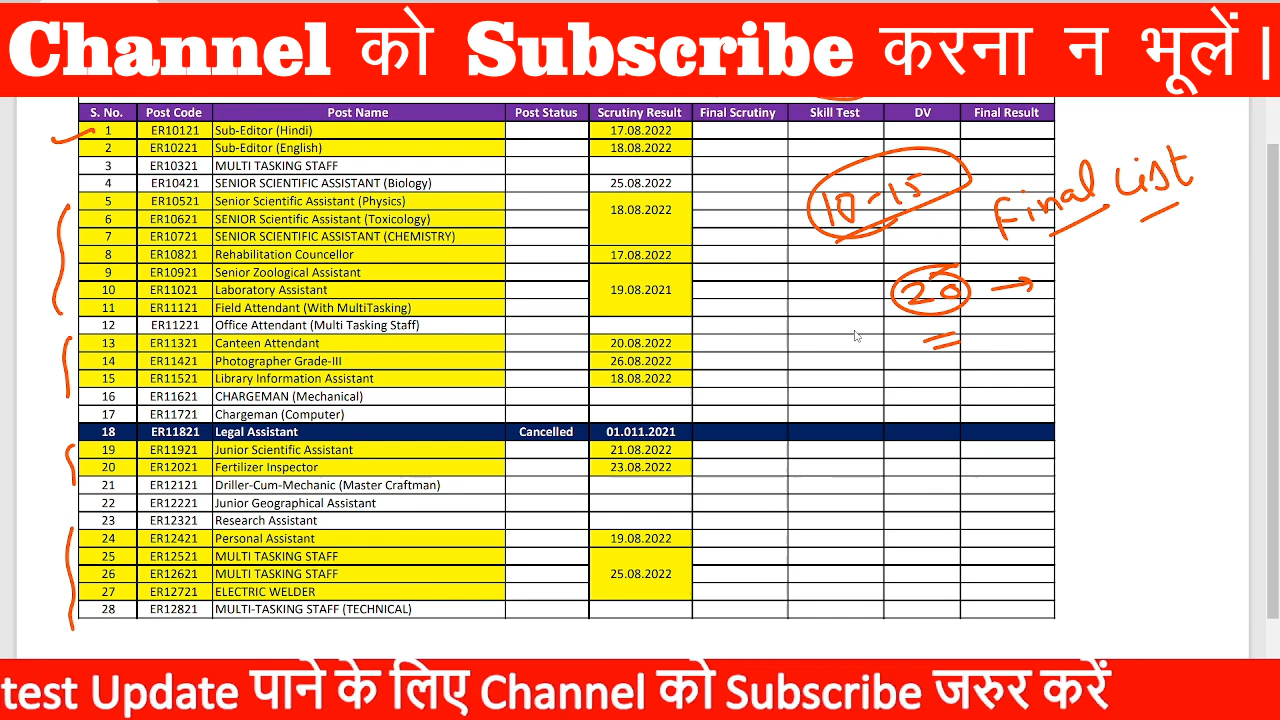 Channel को Subscribe करना न भूलें।
S. No. Post Code Post Name Post Status Scrutiny Result Final Scrutiny Skill Test DV Final Result
1 ER10121 Sub-Editor (Hindi) 17.08.2022
2 ER10221 Sub-Editor (English) 18.08.2022
3 ER10321 MULTI TASKING STAFF
4 ER10421 SENIOR SCIENTIFIC ASSISTANT (Biology) 25.08.2022
5 ER10521 Senior Scientific Assistant (Physics)
6 ER10621 SENIOR Scientific Assistant (Toxicology) 18.08.2022
7 ER10721 SENIOR SCIENTIFIC ASSISTANT (CHEMISTRY)
8 ER10821 Rehabilitation Councellor 17.08.2022
9 ER10921 Senior Zoological Assistant
10 ER11021 Laboratory Assistant 19.08.2021
11 ER11121 Field Attendant (With MultiTasking)
12 ER11221 Office Attendant (Multi Tasking Staff)
13 ER11321 Canteen Attendant 20.08.2022
14 ER11421 Photographer Grade-III 26.08.2022
15 ER11521 Library Information Assistant 18.08.2022
16 ER11621 CHARGEMAN (Mechanical)
17 ER11721 Chargeman (Computer)
18 ER11821 Legal Assistant Cancelled 01.011.2021
19 ER11921 Junior Scientific Assistant 21.08.2022
20 ER12021 Fertilizer Inspector 23.08.2022
21 ER12121 Driller-Cum-Mechanic (Master Craftman)
22 ER12221 Junior Geographical Assistant
23 ER12321 Research Assistant
24 ER12421 Personal Assistant 19.08.2022
25 ER12521 MULTI TASKING STAFF
26 ER12621 MULTI TASKING STAFF 25.08.2022
27 ER12721 ELECTRIC WELDER
28 ER12821 MULTI-TASKING STAFF (TECHNICAL)
10-15
Final List
20
test Update पाने के लिए Channel को Subscribe जरुर करें